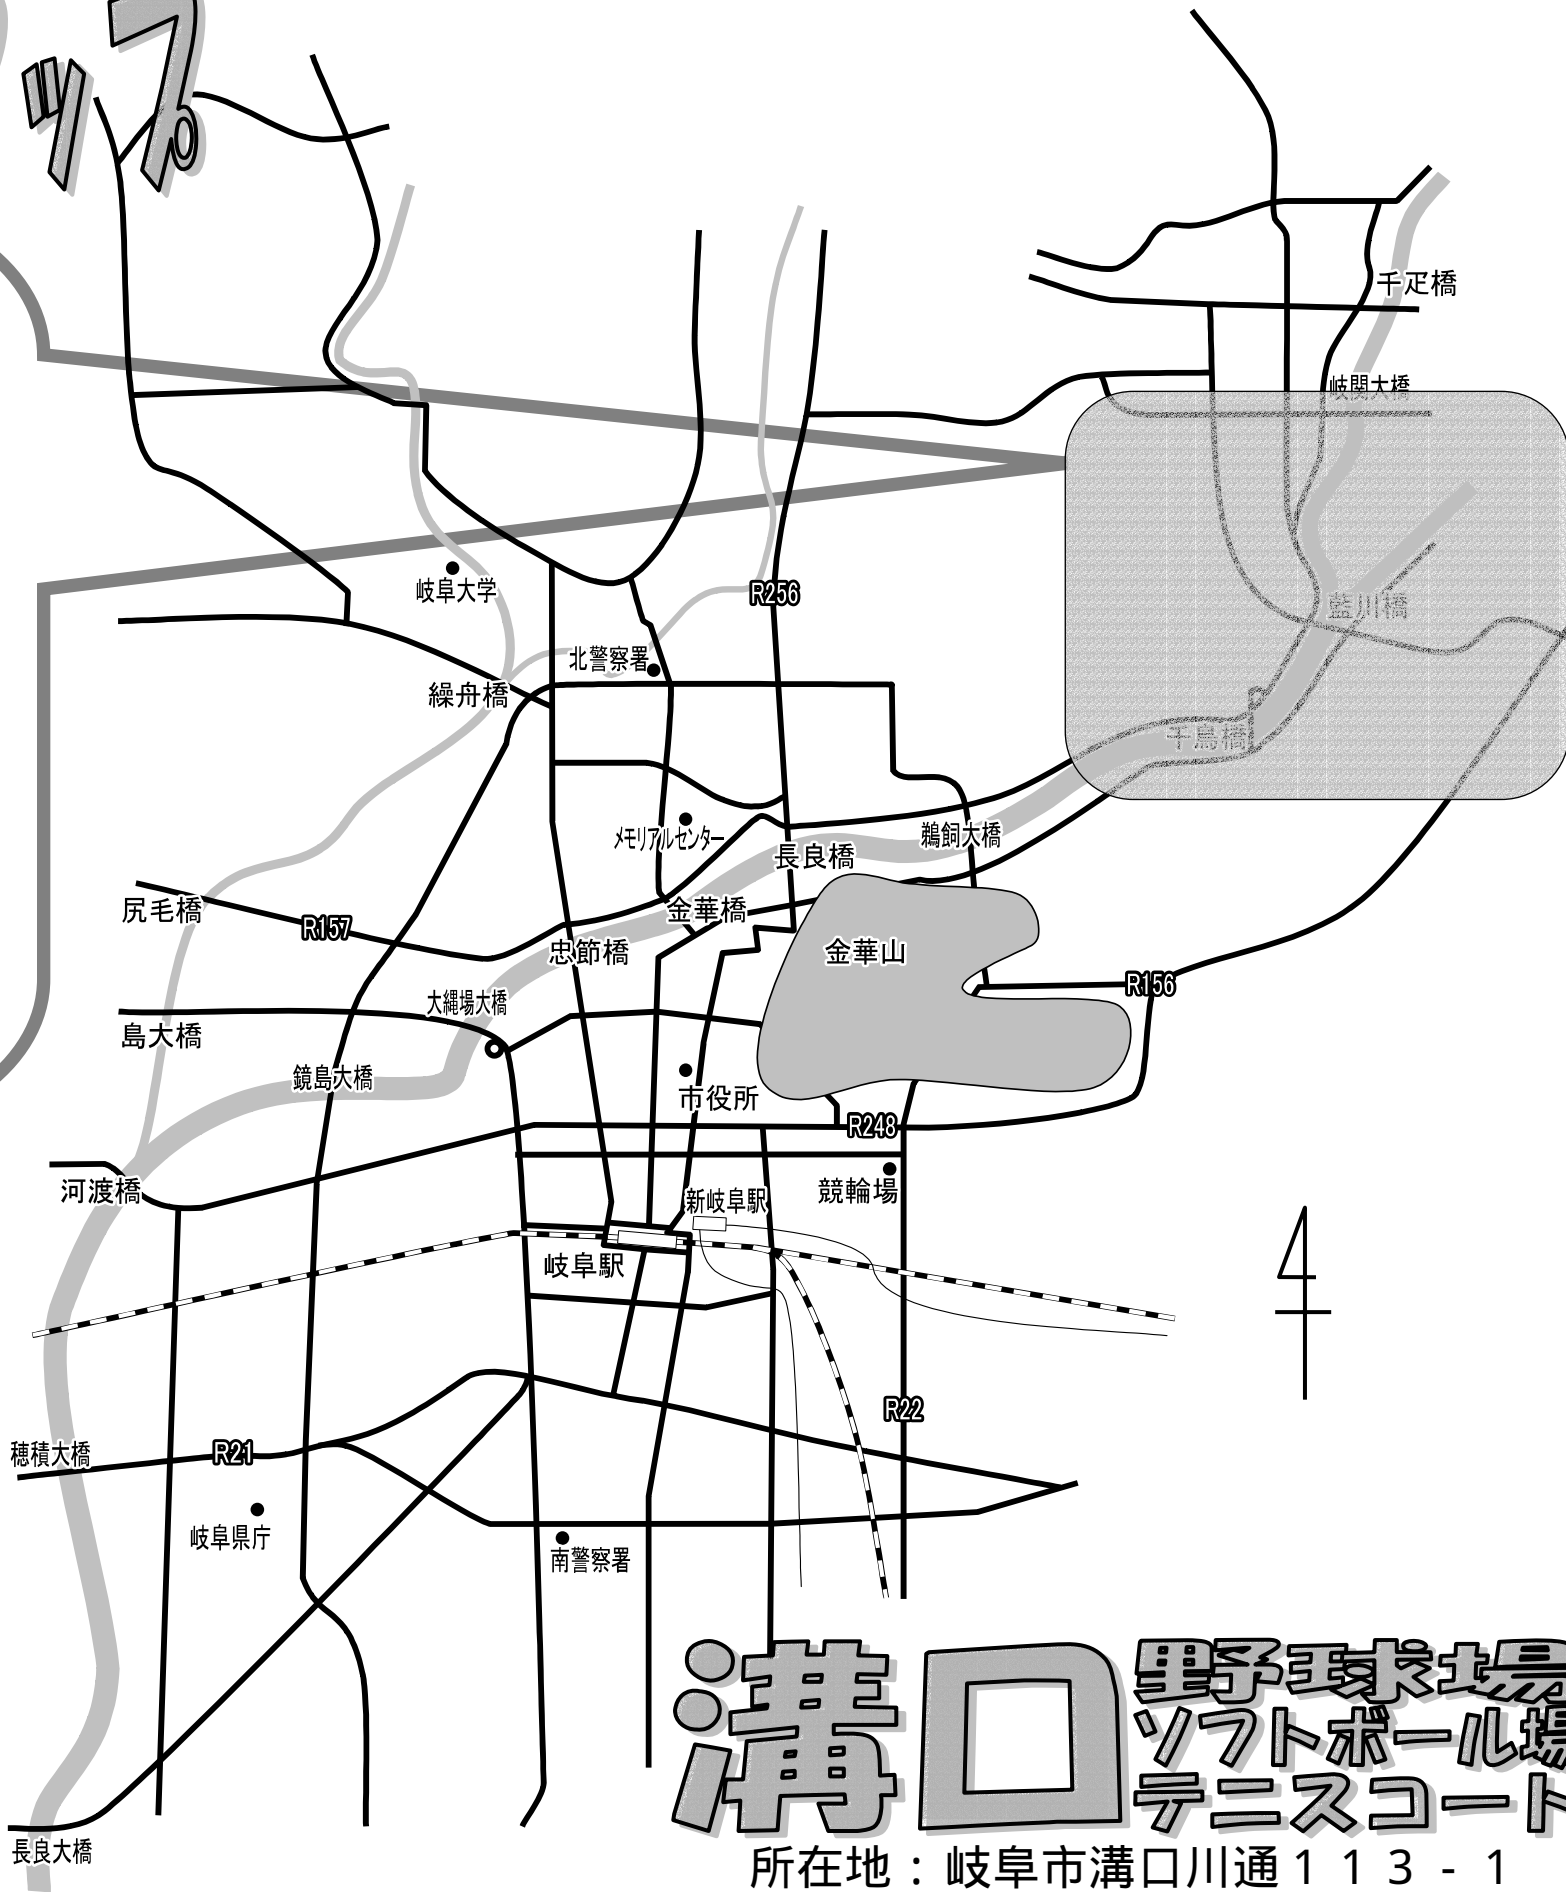 ップ
千疋橋
岐関大橋
岐阜大学
R256
藍川橋
北警察署
繰舟橋
千鳥橋
メモリアルセンター
鵜飼大橋
長良橋
尻毛橋
金華橋
R157
忠節橋
金華山
R156
大縄場大橋
島大橋
鏡島大橋
市役所
R248
河渡橋
競輪場
新岐阜駅
岐阜駅
R22
穂積大橋
R21
岐阜県庁
南警察署
溝口
野球場
ソフトボール場
テニスコート
長良大橋
所在地：岐阜市溝口川通１１３-１